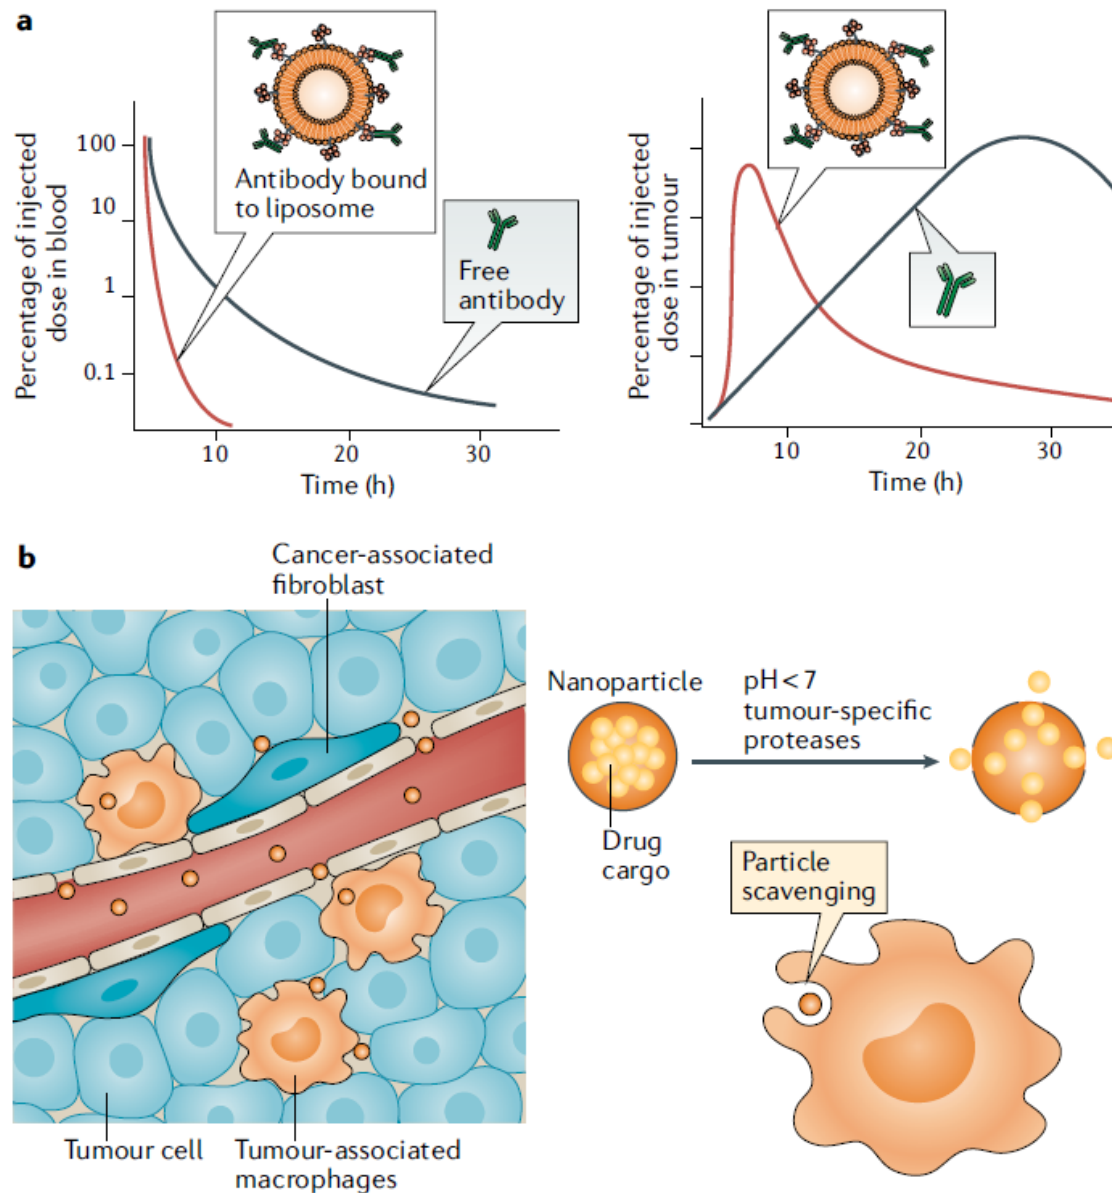 a
Percentage of injected
dose in blood
100
10
1
0.1
10
20
30
Time (h)
Antibody bound
to liposome
Free
antibody
Percentage of injected
dose in tumour
10
20
30
Time (h)
b
Cancer-associated
fibroblast
Tumour cell
Tumour-associated
macrophages
Nanoparticle
Drug
cargo
pH < 7
tumour-specific
proteases
Particle
scavenging